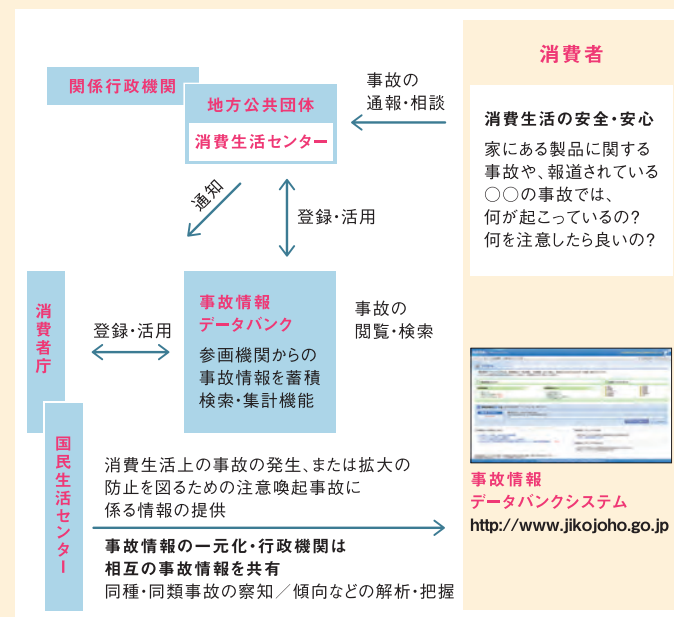 関係行政機関
地方公共団体
消費生活センター
事故の
通報・相談
消費者
消費生活の安全・安心
家にある製品に関する
事故や、報道されている
○○の事故では、
何が起こっているの?
何を注意したら良いの?
通知
登録・活用
消費者庁
登録・活用
事故情報
データバンク
参画機関からの
事故情報を蓄積
検索・集計機能
事故の
閲覧・検索
事故情報
データバンクシステム
http://www.jikojoho.go.jp
国民生活センター
消費生活上の事故の発生、または拡大の
防止を図るための注意喚起事故に
係る情報の提供
事故情報の一元化・行政機関は
相互の事故情報を共有
同種・同類事故の察知/傾向などの解析・把握